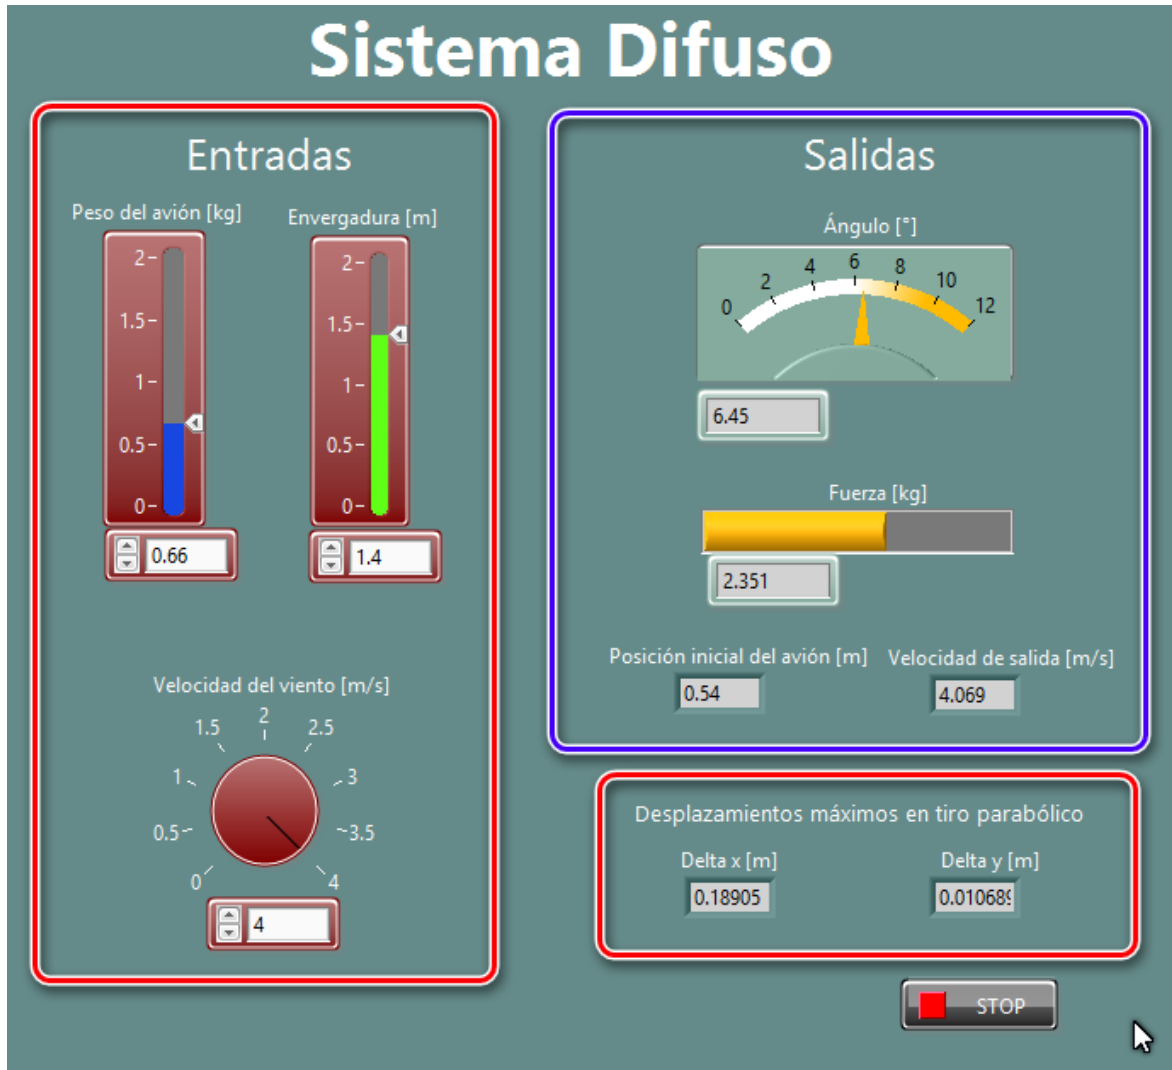 Sistema Difuso
Entradas
Peso del avión [kg]
Envergadura [m]
2
1.5
1
0.5
0
0.66
2
1.5
1
0.5
0
1.4
Velocidad del viento [m/s]
0
0.5
1
1.5
2
2.5
3
3.5
4
4
Salidas
Ángulo [°]
0 2 4 6 8 10 12
6.45
Fuerza [kg]
2.351
Posición inicial del avión [m] Velocidad de salida [m/s]
0.54 4.069
Desplazamientos máximos en tiro parabólico
Delta x [m] Delta y [m]
0.18905 0.01068
STOP